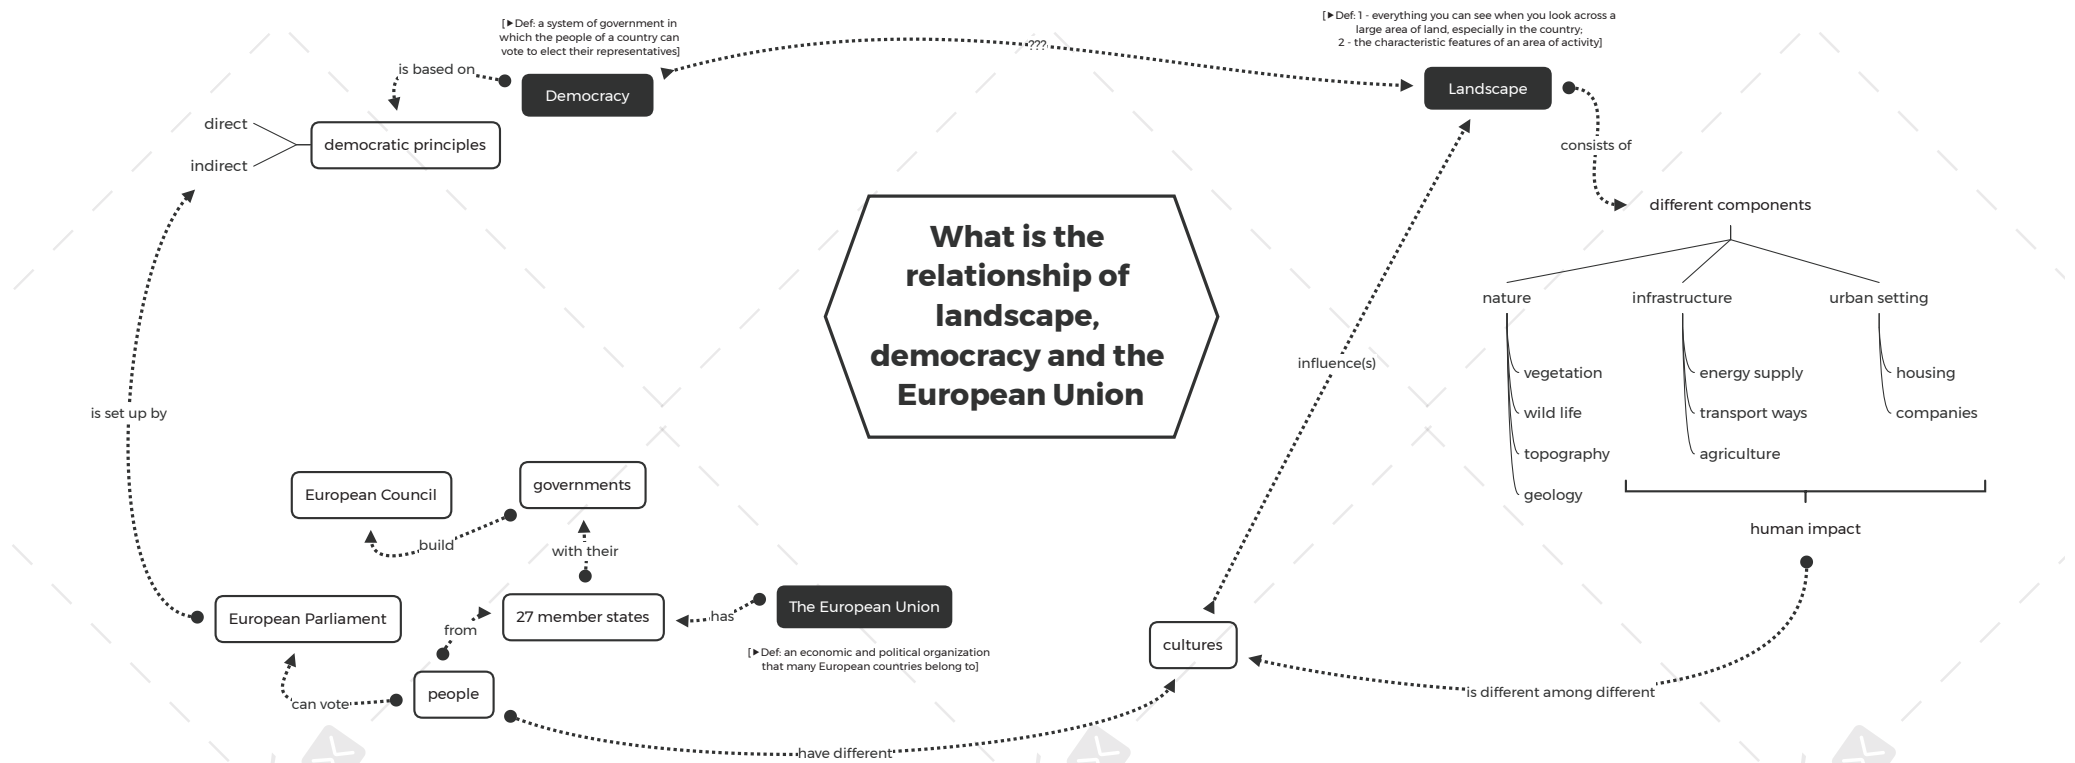 [▶Def: a system of government in
which the people of a country can
vote to elect their representatives]
is based on
Democracy
direct
indirect
democratic principles
???
[▶Def: 1 - everything you can see when you look across a
large area of land, especially in the country;
2 - the characteristic features of an area of activity]
Landscape
consists of
different components
nature
infrastructure
urban setting
vegetation
wild life
topography
geology
energy supply
transport ways
agriculture
housing
companies
human impact
What is the
relationship of
landscape,
democracy and the
European Union
influence(s)
is set up by
European Council
governments
build
with their
European Parliament
27 member states
has
The European Union
[▶Def: an economic and political organization
that many European countries belong to]
from
people
can vote
have different
cultures
is different among different